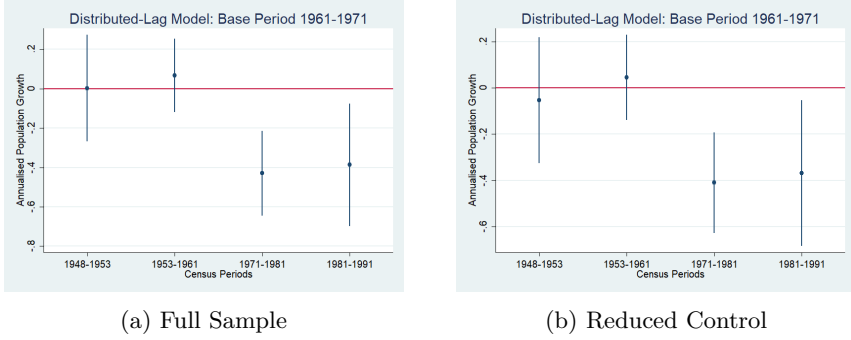 Distributed-Lag Model: Base Period 1961-1971
Annualised Population Growth
.2
0
-.2
-.4
-.6
-.8
1948-1953 1953-1961 1971-1981 1981-1991
Census Periods
(a) Full Sample
Distributed-Lag Model: Base Period 1961-1971
Annualised Population Growth
.2
0
-.2
-.4
-.6
1948-1953 1953-1961 1971-1981 1981-1991
Census Periods
(b) Reduced Control